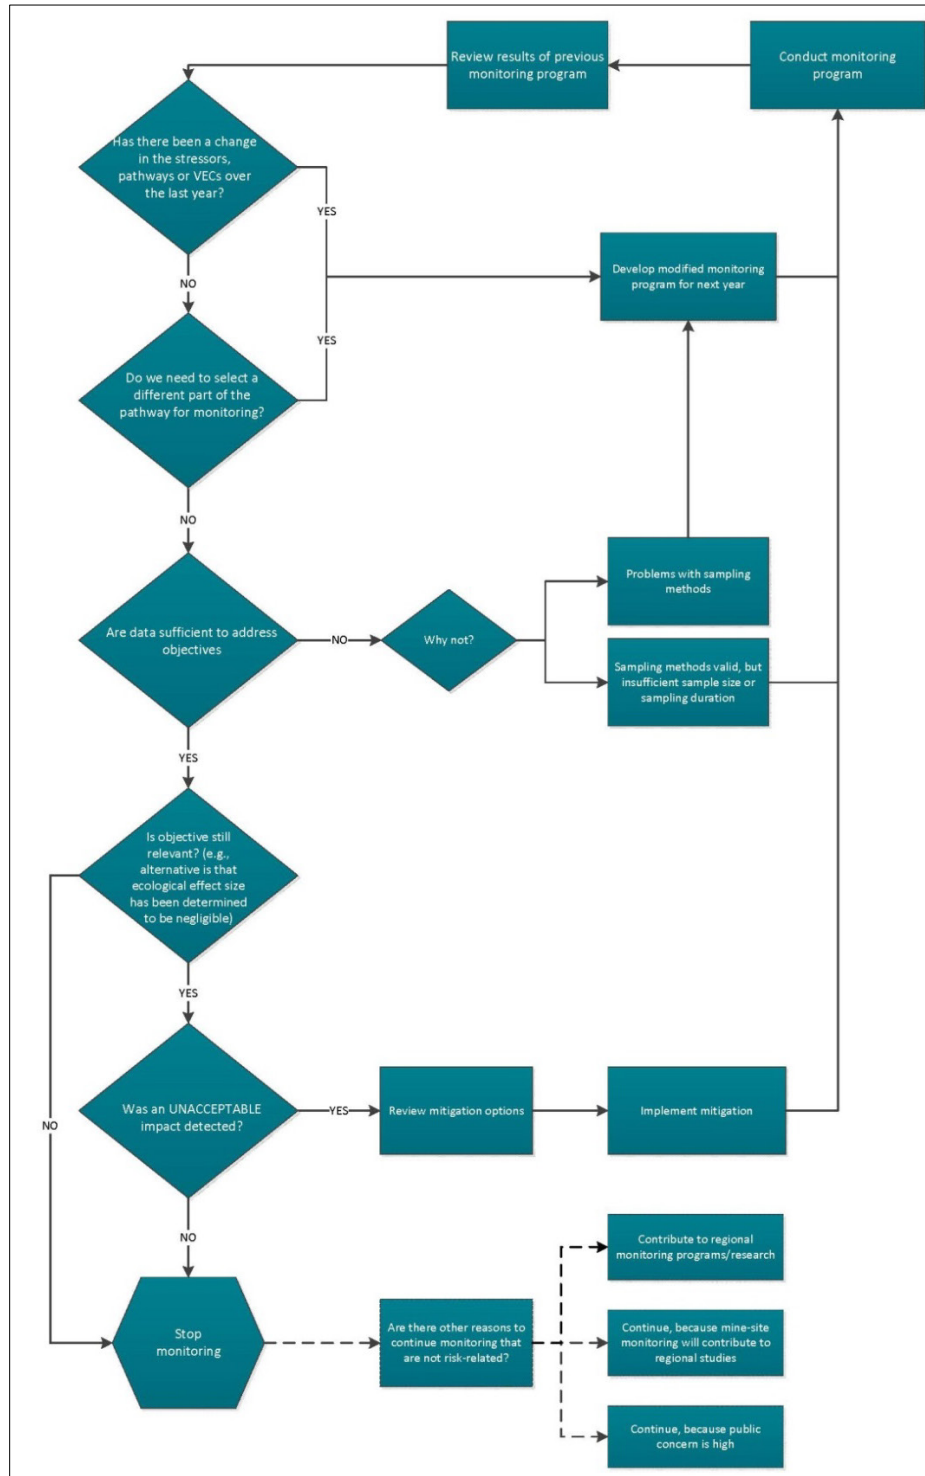 Review results of previous
monitoring program
Conduct monitoring
program
Has there been a change
in the stressors,
pathways or VECs over
the last year?
YES
NO
Develop modified monitoring
program for next year
YES
Do we need to select a
different part of the
pathway for monitoring?
NO
Problems with sampling
methods
Are data sufficient to address
objectives
NO
Why not?
Sampling methods valid, but
insufficient sample size or
sampling duration
YES
Is objective still
relevant? (e.g.,
alternative is that
ecological effect size
has been determined
to be negligible)
YES
Was an UNACCEPTABLE
impact detected?
YES
Review mitigation options
Implement mitigation
NO
NO
Contribute to regional
monitoring programs/research
Stop
monitoring
Are there other reasons to
continue monitoring that
are not risk-related?
Continue, because mine-site
monitoring will contribute to
regional studies
Continue, because public
concern is high